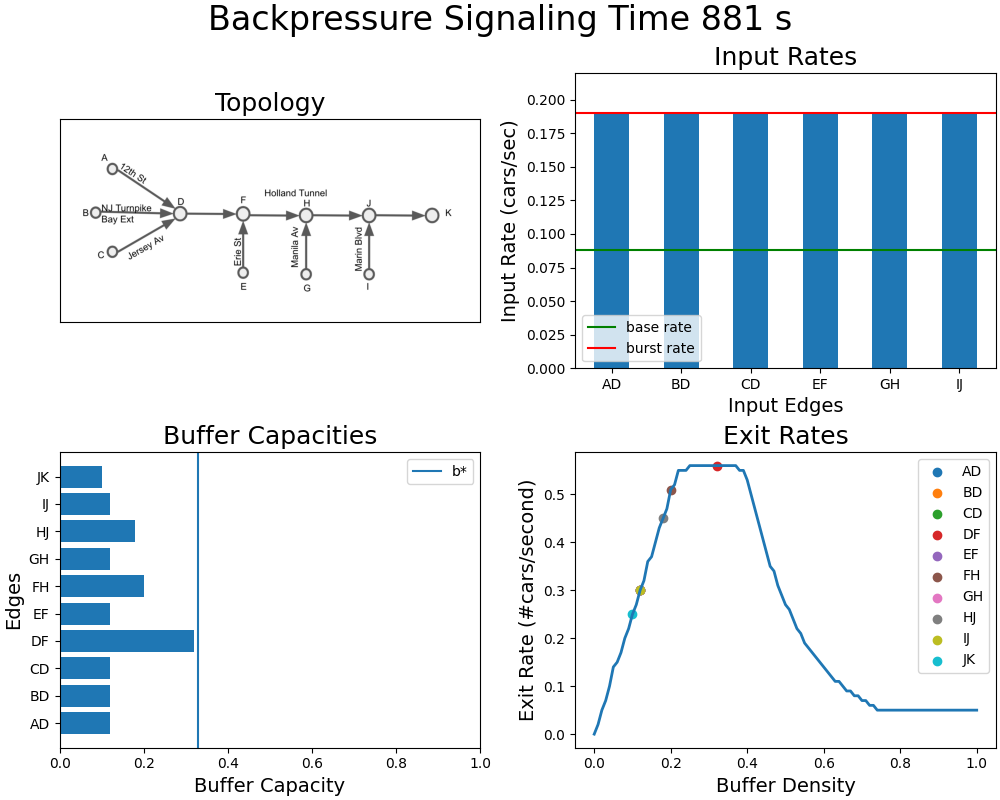 Backpressure Signaling Time 881 s
Topology
A
12th St
B
NJ Turnpike
Bay Ext
C
Jersey Av
D
F
Holland Tunnel
H
J
K
Erie St
Manila Av
Marin Blvd
E
G
I
Input Rates
Input Rate (cars/sec)
0.200
0.175
0.150
0.125
0.100
0.075
0.050
0.025
0.000
base rate
burst rate
AD BD CD EF GH IJ
Input Edges
Buffer Capacities
Edges
JK
IJ
HJ
GH
FH
EF
DF
CD
BD
AD
b*
0.0 0.2 0.4 0.6 0.8 1.0
Buffer Capacity
Exit Rates
Exit Rate (#cars/second)
0.5
0.4
0.3
0.2
0.1
0.0
AD
BD
CD
DF
EF
FH
GH
HJ
IJ
JK
0.0 0.2 0.4 0.6 0.8 1.0
Buffer Density